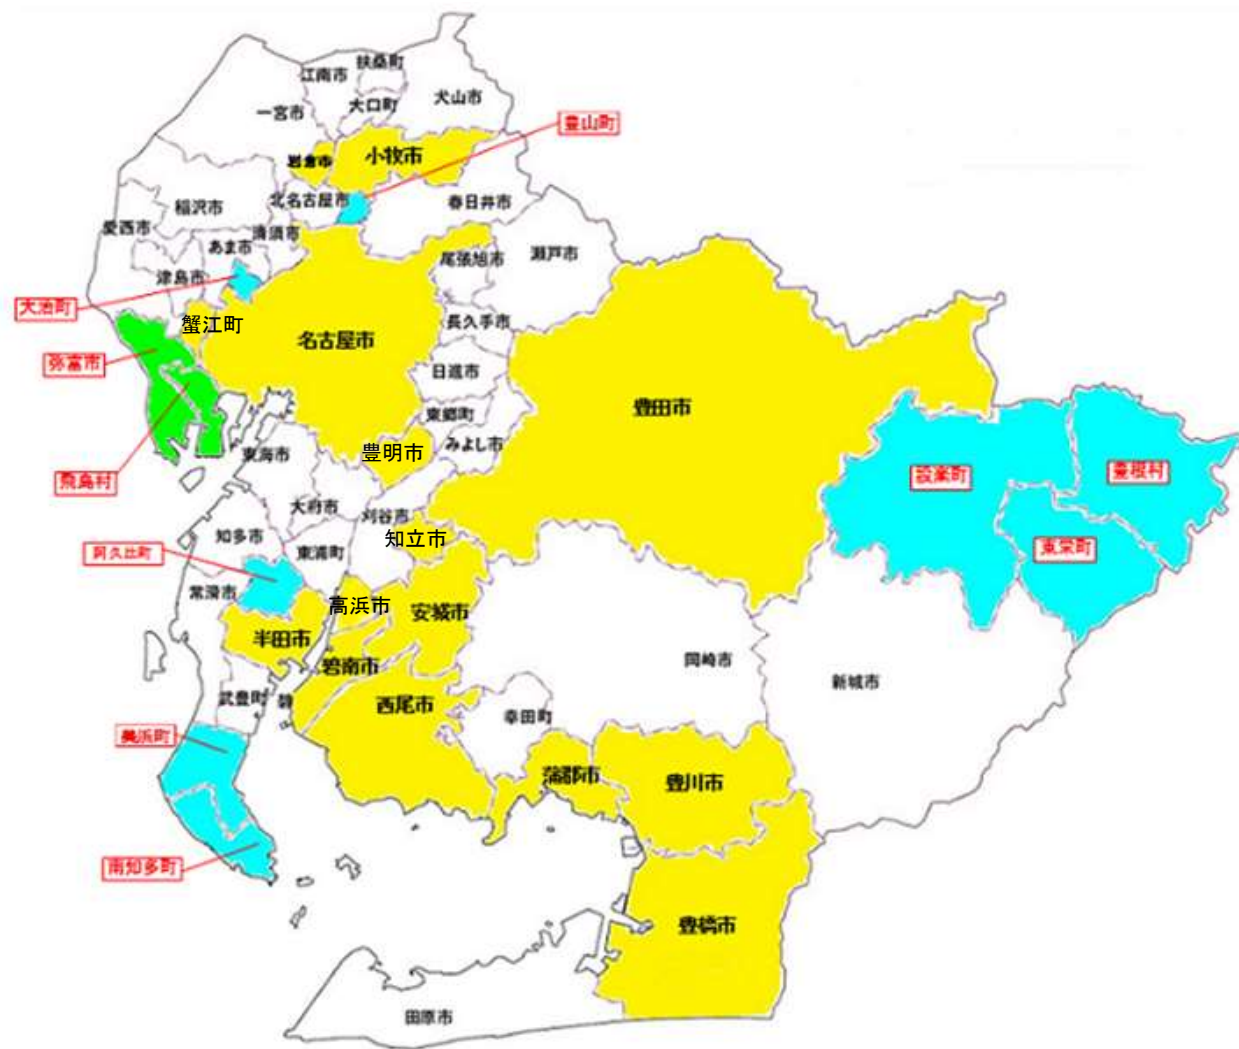 扶桑町
江南市
大口町
犬山市
一宮市
豊山町
岩倉市
小牧市
北名古屋市
春日井市
稲沢市
愛西市
清須市
あま市
尾張旭市
瀬戸市
津島市
大治町
蟹江町
長久手市
名古屋市
弥富市
日進市
豊田市
東郷町
みよし市
豊明市
東海市
飛島村
設楽町
豊根村
大府市
刈谷市
知多市
知立市
東浦町
東栄町
阿久比町
常滑市
高浜市
安城市
半田市
碧南市
岡崎市
新城市
武豊町
碧
西尾市
幸田町
美浜町
蒲郡市
豊川市
南知多町
豊橋市
田原市